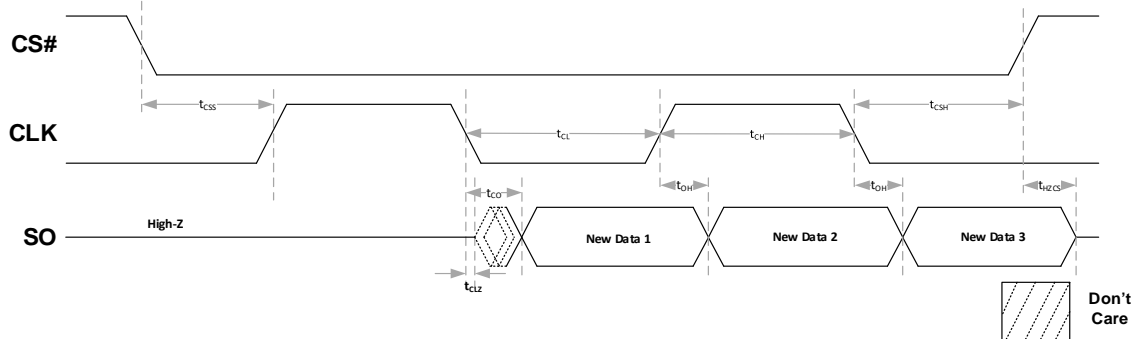 CS#
tCSS
tCSH
CLK
tCL
tCH
tCO
tOH
tOH
tHZCS
High-Z
SO
New Data 1
New Data 2
New Data 3
tCLZ
Don't
Care